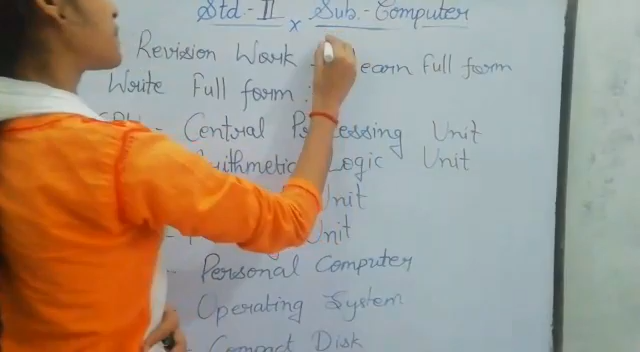 Std.- II x Sub.- Computer
Revision Work - Learn Full form
Write Full form :
CPU - Central Processing Unit
Arithmetic Logic Unit
Unit
Unit
- Personal Computer
Operating System
Compact Disk